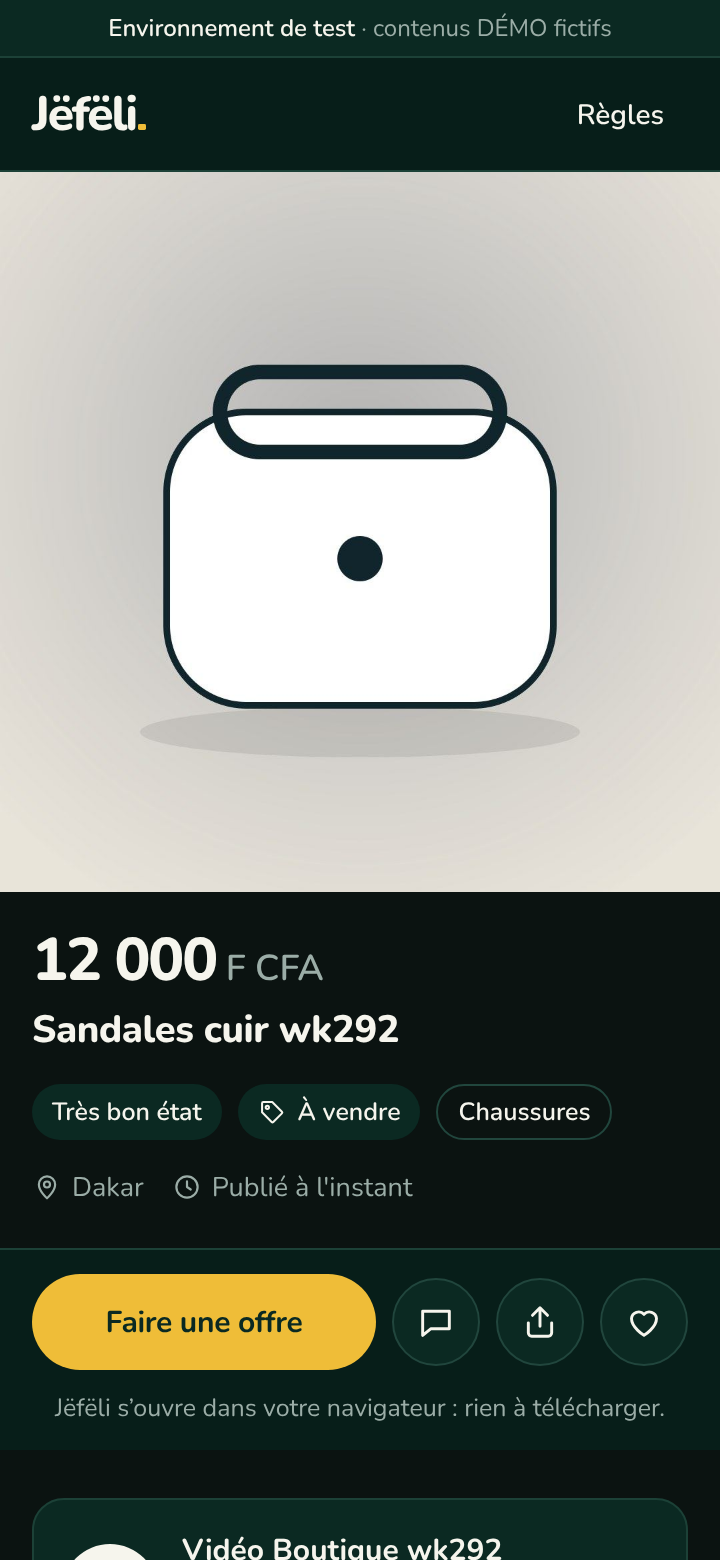 Environnement de test · contenus DÉMO fictifs
Jëfëli.
Règles
12 000 F CFA
Sandales cuir wk292
Très bon état
À vendre
Chaussures
Dakar
Publié à l'instant
Faire une offre
Jëfëli s’ouvre dans votre navigateur : rien à télécharger.
Vidéo Boutique wk292